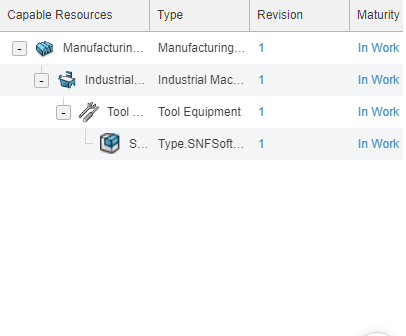 Capable Resources Type Revision Maturity
Manufacturin... Manufacturing... 1 In Work
Industrial... Industrial Mac... 1 In Work
Tool ... Tool Equipment 1 In Work
S... Type.SNFSoft... 1 In Work